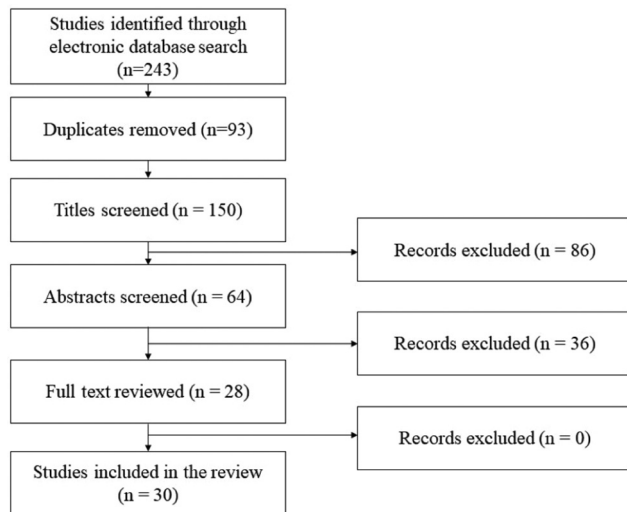 Studies identified through
electronic database search
(n=243)
Duplicates removed (n=93)
Titles screened (n = 150)
Records excluded (n = 86)
Abstracts screened (n = 64)
Records excluded (n = 36)
Full text reviewed (n = 28)
Records excluded (n = 0)
Studies included in the review
(n = 30)